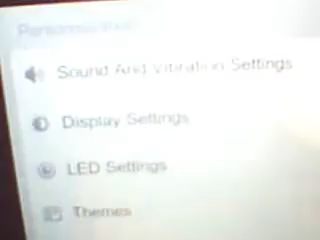 Sound And Vibration Settings
Display Settings
LED Settings
Themes